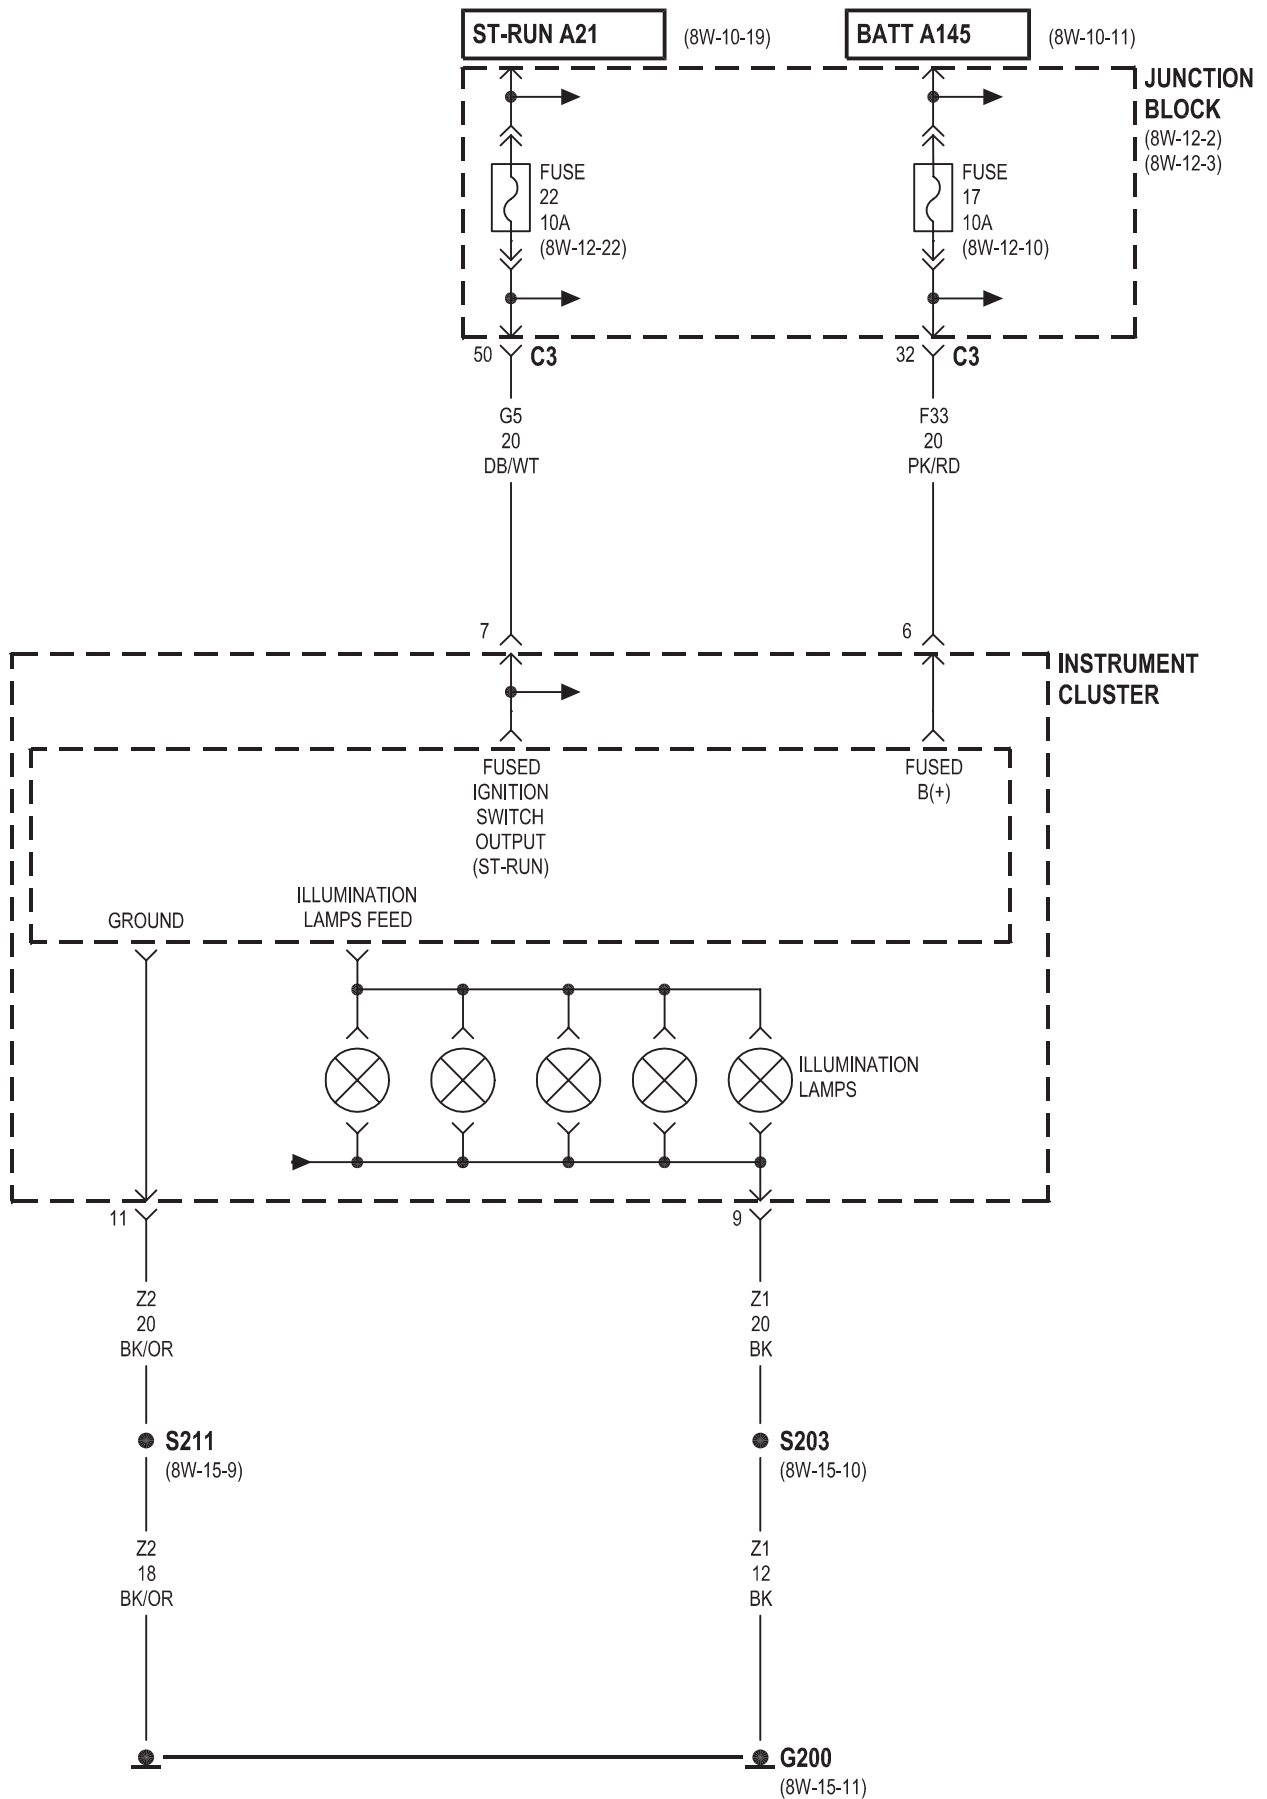 ST-RUN A21
(8W-10-19)
BATT A145
(8W-10-11)
JUNCTION
BLOCK
(8W-12-2)
(8W-12-3)
FUSE
22
10A
(8W-12-22)
FUSE
17
10A
(8W-12-10)
50
C3
32
C3
G5
20
DB/WT
F33
20
PK/RD
7
6
INSTRUMENT
CLUSTER
FUSED
IGNITION
SWITCH
OUTPUT
(ST-RUN)
FUSED
B(+)
GROUND
ILLUMINATION
LAMPS FEED
ILLUMINATION
LAMPS
11
9
Z2
20
BK/OR
Z1
20
BK
S211
(8W-15-9)
S203
(8W-15-10)
Z2
18
BK/OR
Z1
12
BK
G200
(8W-15-11)